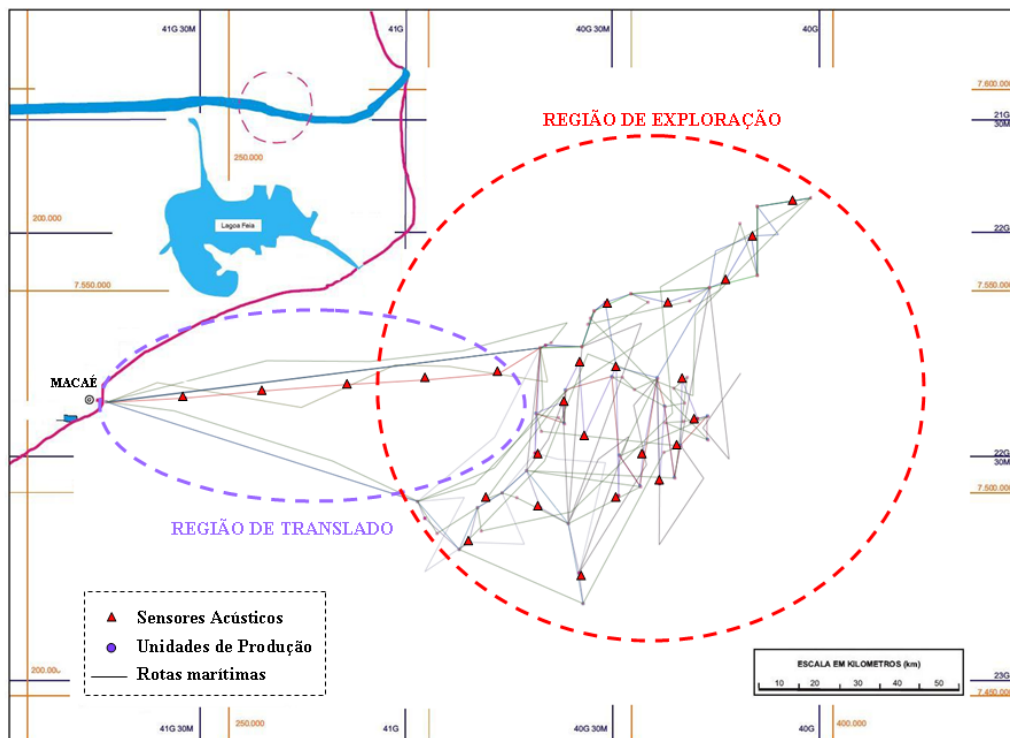 41G 30M
41G
40G 30M
40G
7.600.000
21G
30M
REGIÃO DE EXPLORAÇÃO
250.000
200.000
Lagoa Feia
22G
7.550.000
7.550.000
MACAÉ
22G
30M
7.500.000
REGIÃO DE TRANSLADO
Sensores Acústicos
Unidades de Produção
Rotas marítimas
ESCALA EM KILOMETROS (km)
10 20 30 40 50
200.000
23G
7.450.000
41G 30M
250.000
41G
40G 30M
40G
400.000